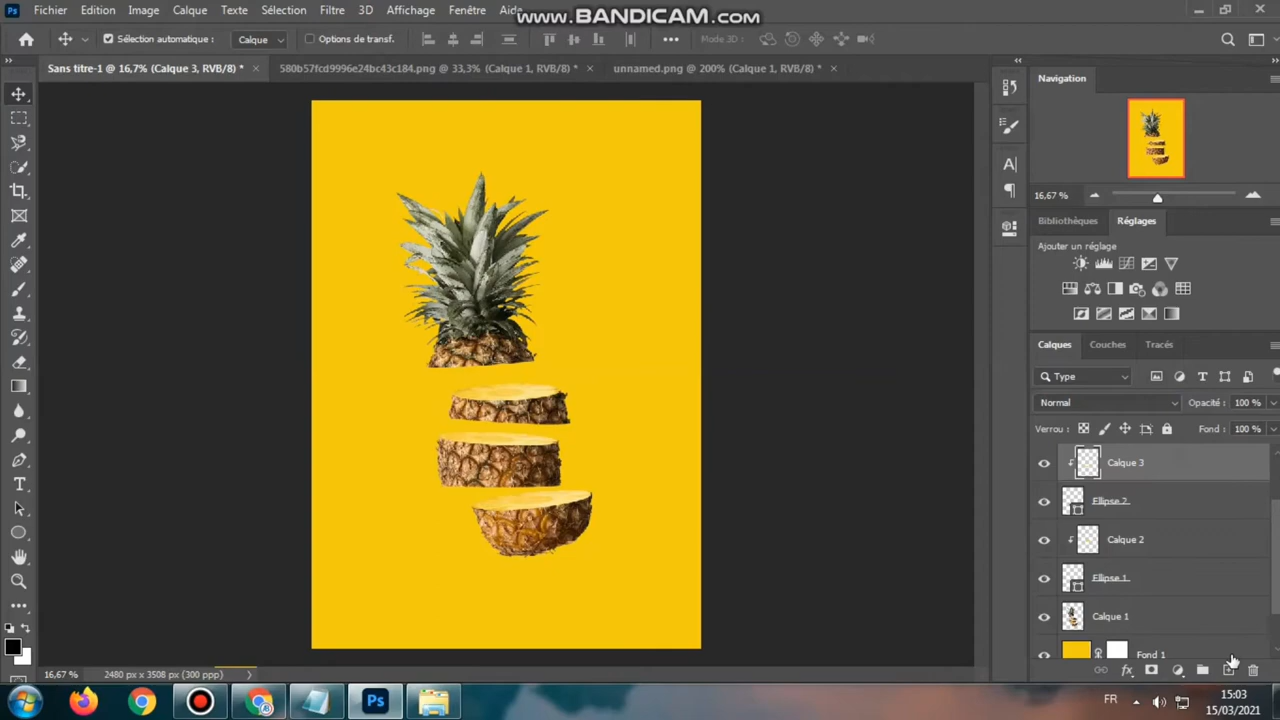 Ps Fichier Edition Image Calque Texte Sélection Filtre 3D Affichage Fenêtre Aide
www.BANDICAM.com
Sélection automatique : Calque Options de transf. Mode 3D :
Sans titre-1 @ 16,7% (Calque 3, RVB/8) * × 580b57fcd9996e24bc43c184.png @ 33,3% (Calque 1, RVB/8) * × unnamed.png @ 200% (Calque 1, RVB/8) * ×
Navigation
16,67 %
Bibliothèques Réglages
Ajouter un réglage
Calques Couches Tracés
Type
Normal Opacité : 100 %
Verrou : Fond : 100 %
Calque 3
Ellipse 2
Calque 2
Ellipse 1
Calque 1
Fond 1
16,67 % 2480 px x 3508 px (300 ppp)
Ps
FR
15:03
15/03/2021